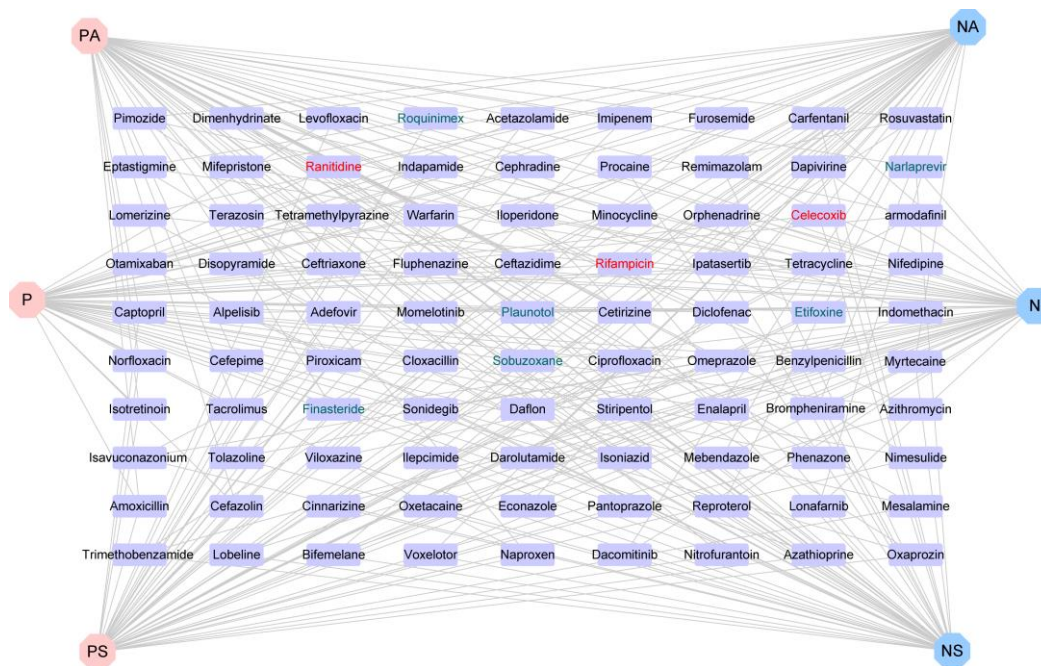 PA
NA
Pimozide Dimenhydrinate Levofloxacin Roquinimex Acetazolamide Imipenem Furosemide Carfentanil Rosuvastatin
Eptastigmine Mifepristone Ranitidine Indapamide Cephradine Procaine Remimazolam Dapivirine Narlaprevir
Lomerizine Terazosin Tetramethylpyrazine Warfarin Iloperidone Minocycline Orphenadrine Celecoxib armodafinil
Otamixaban Disopyramide Ceftriaxone Fluphenazine Ceftazidime Rifampicin Ipatasertib Tetracycline Nifedipine
P
N
Captopril Alpelisib Adefovir Momelotinib Plaunotol Cetirizine Diclofenac Etifoxine Indomethacin
Norfloxacin Cefepime Piroxicam Cloxacillin Sobuzoxane Ciprofloxacin Omeprazole Benzylpenicillin Myrtecaine
Isotretinoin Tacrolimus Finasteride Sonidegib Daflon Stiripentol Enalapril Brompheniramine Azithromycin
Isavuconazonium Tolazoline Viloxazine Ilepcimide Darolutamide Isoniazid Mebendazole Phenazone Nimesulide
Amoxicillin Cefazolin Cinnarizine Oxetacaine Econazole Pantoprazole Reproterol Lonafarnib Mesalamine
Trimethobenzamide Lobeline Bifemelane Voxelotor Naproxen Dacomitinib Nitrofurantoin Azathioprine Oxaprozin
PS
NS